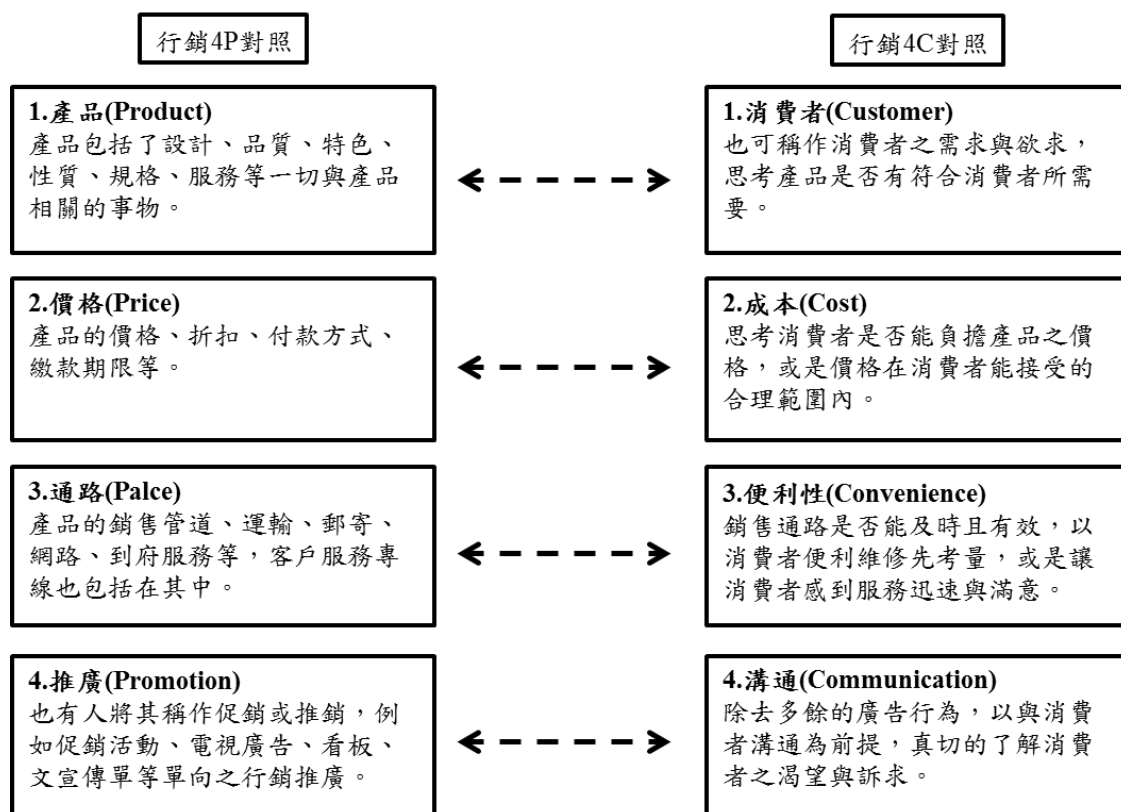 行銷4P對照
行銷4C對照
1.產品(Product)
產品包括了設計、品質、特色、
性質、規格、服務等一切與產品
相關的事物。
1.消費者(Customer)
也可稱作消費者之需求與欲求，
思考產品是否有符合消費者所需
要。
2.價格(Price)
產品的價格、折扣、付款方式、
繳款期限等。
2.成本(Cost)
思考消費者是否能負擔產品之價
格，或是價格在消費者能接受的
合理範圍內。
3.通路(Palce)
產品的銷售管道、運輸、郵寄、
網路、到府服務等，客戶服務專
線也包括在其中。
3.便利性(Convenience)
銷售通路是否能及時且有效，以
消費者便利維修先考量，或是讓
消費者感到服務迅速與滿意。
4.推廣(Promotion)
也有人將其稱作促銷或推銷，例
如促銷活動、電視廣告、看板、
文宣傳單等單向之行銷推廣。
4.溝通(Communication)
除去多餘的廣告行為，以與消費
者溝通為前提，真切的了解消費
者之渴望與訴求。